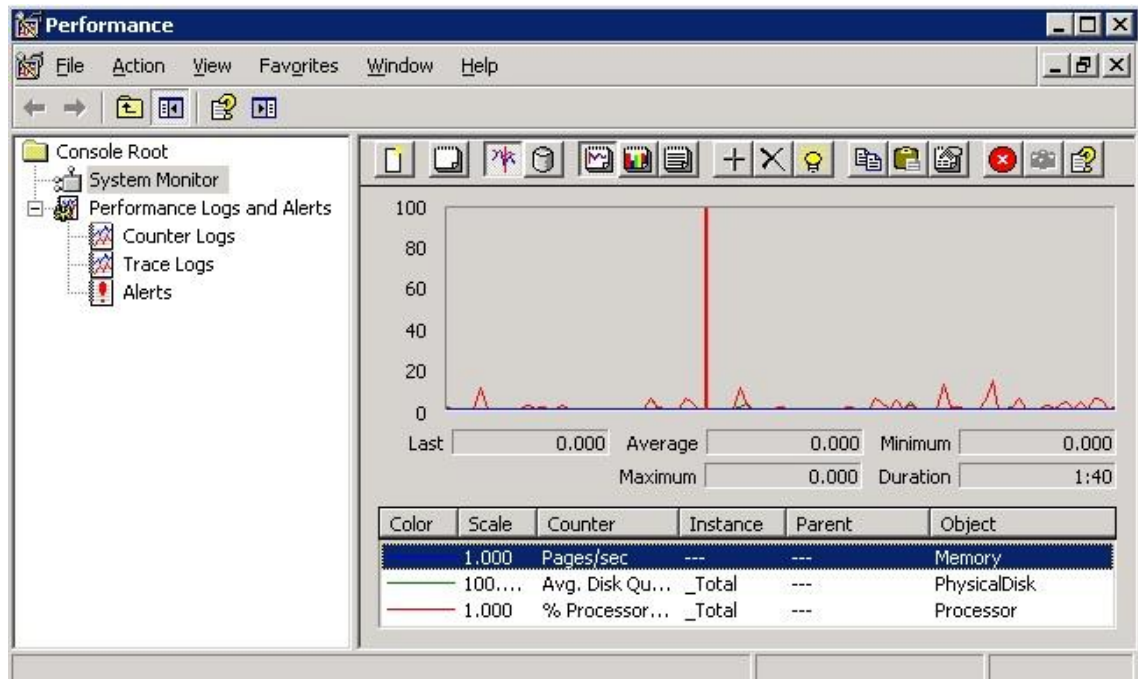 Performance
File Action View Favorites Window Help
Console Root
System Monitor
Performance Logs and Alerts
Counter Logs
Trace Logs
Alerts
100
80
60
40
20
0
Last 0.000 Average 0.000 Minimum 0.000
Maximum 0.000 Duration 1:40
Color Scale Counter Instance Parent Object
1.000 Pages/sec --- --- Memory
100.... Avg. Disk Qu... _Total --- PhysicalDisk
1.000 % Processor... _Total --- Processor